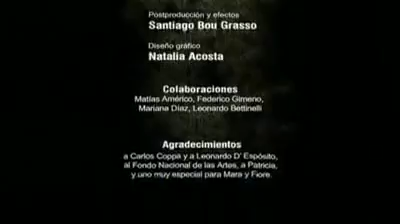 Postproducción y efectos
Santiago Bou Grasso
Diseño gráfico
Natalia Acosta
Colaboraciones
Matías Américo, Federico Gimeno,
Mariana Díaz, Leonardo Bettinelli
Agradecimientos
a Carlos Coppa y a Leonardo D' Espósito,
al Fondo Nacional de las Artes, a Patricia,
y uno muy especial para Mara y Fiore.